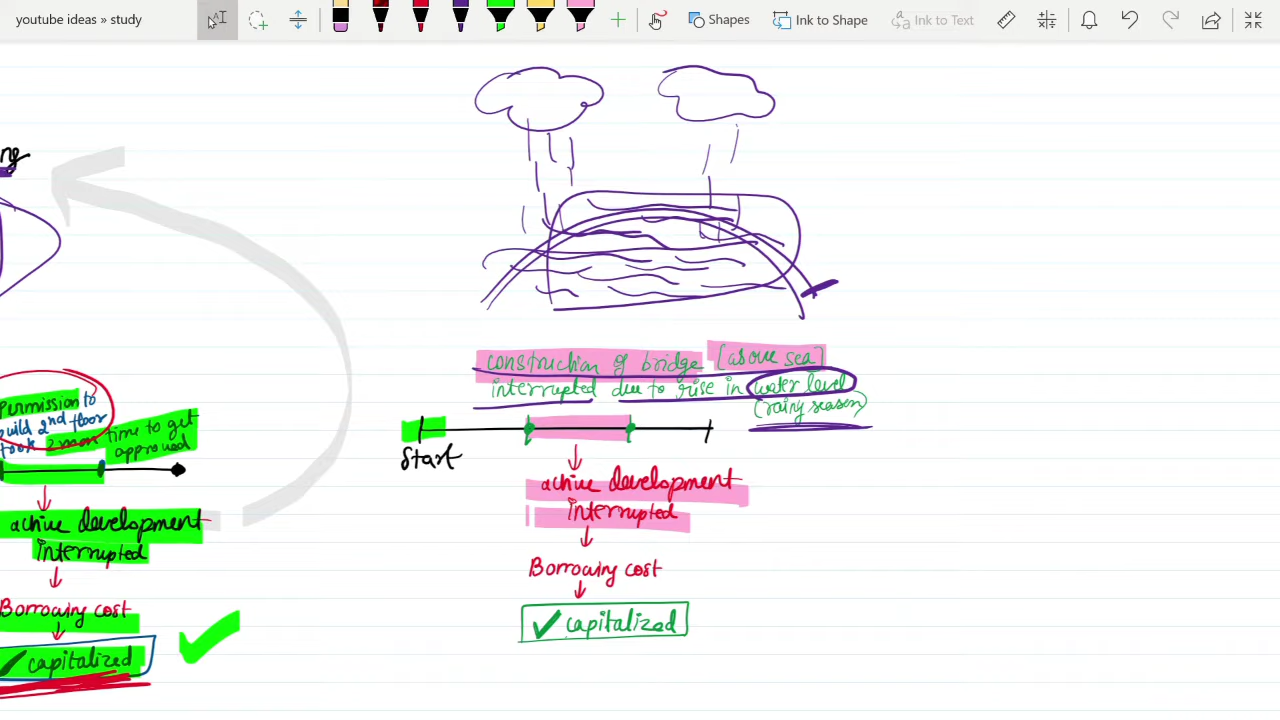 youtube ideas » study
Shapes
Ink to Shape
Ink to Text
ng
permission to
build 2nd floor
took 2 mon time to get
approved
active development
interrupted
Borrowing cost
✓ capitalized
construction of bridge [above sea]
interrupted due to rise in water level
(rainy season)
Start
active development
interrupted
Borrowing cost
✓ capitalized